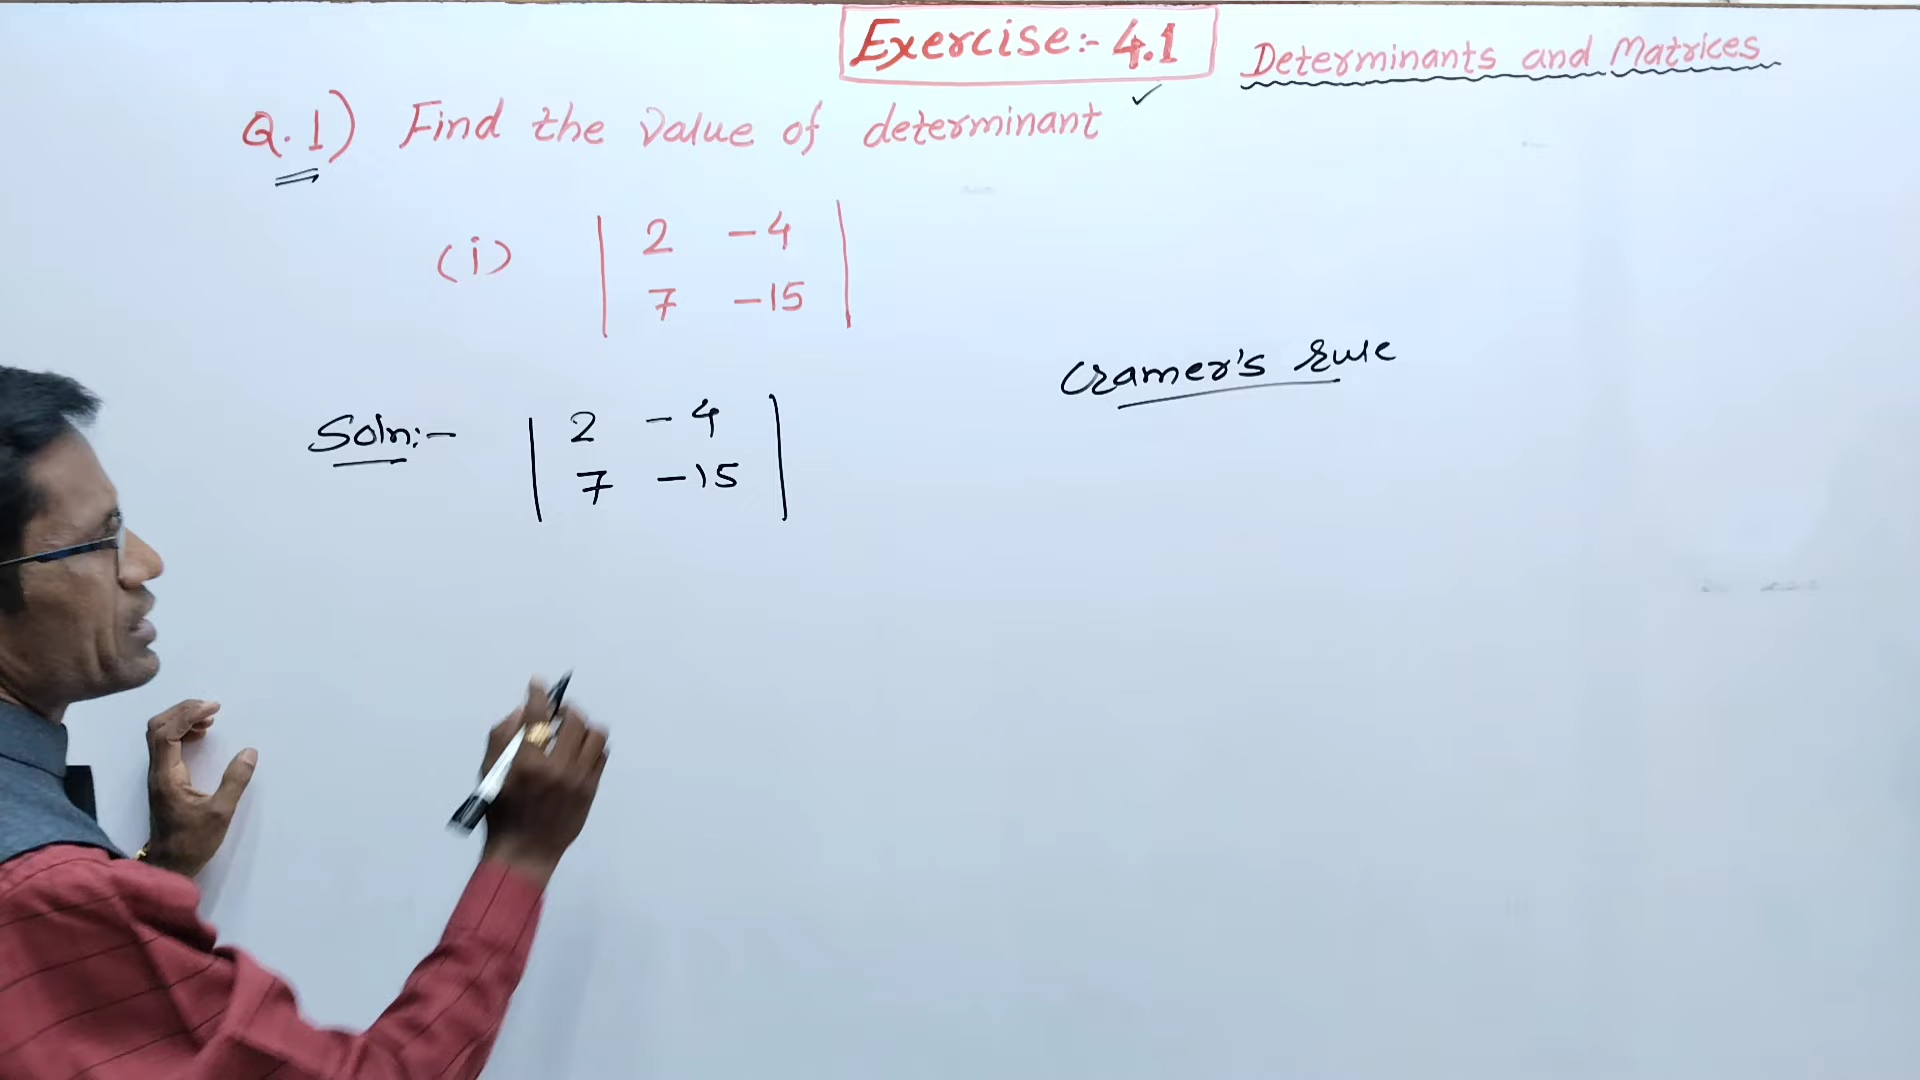 Exercise:- 4.1
Determinants and Matrices
Q.1) Find the value of determinant ✓
(i) | 2 -4 |
| 7 -15 |
Cramer's rule
Soln:- | 2 -4 |
| 7 -15 |